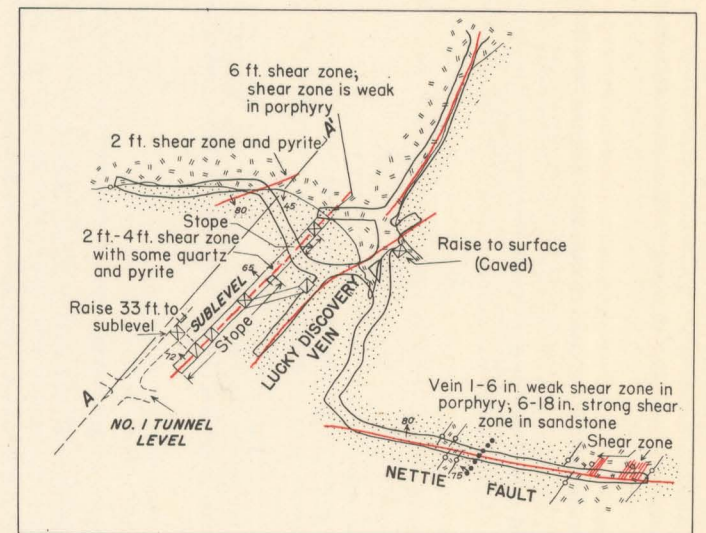 6 ft. shear zone;
shear zone is weak
in porphyry
A'
2 ft. shear zone and pyrite
80
45
Stope
2 ft.-4 ft. shear zone
with some quartz
and pyrite
65
Raise to surface
(Caved)
SUBLEVEL
Raise 33 ft. to
sublevel
Stope
72
LUCKY DISCOVERY
VEIN
A
NO. I TUNNEL
LEVEL
Vein 1-6 in. weak shear zone in
porphyry; 6-18 in. strong shear
zone in sandstone
Shear zone
80
75
NETTIE FAULT